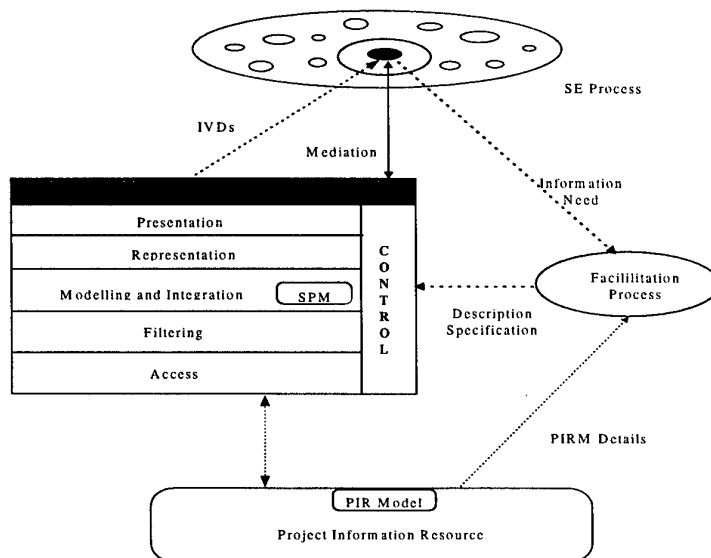 SE Process
IVDs
Mediation
Information
Need
Presentation
Representation
Modelling and Integration
SPM
Filtering
Access
CONTROL
Facililitation
Process
Description
Specification
PIRM Details
PIR Model
Project Information Resource